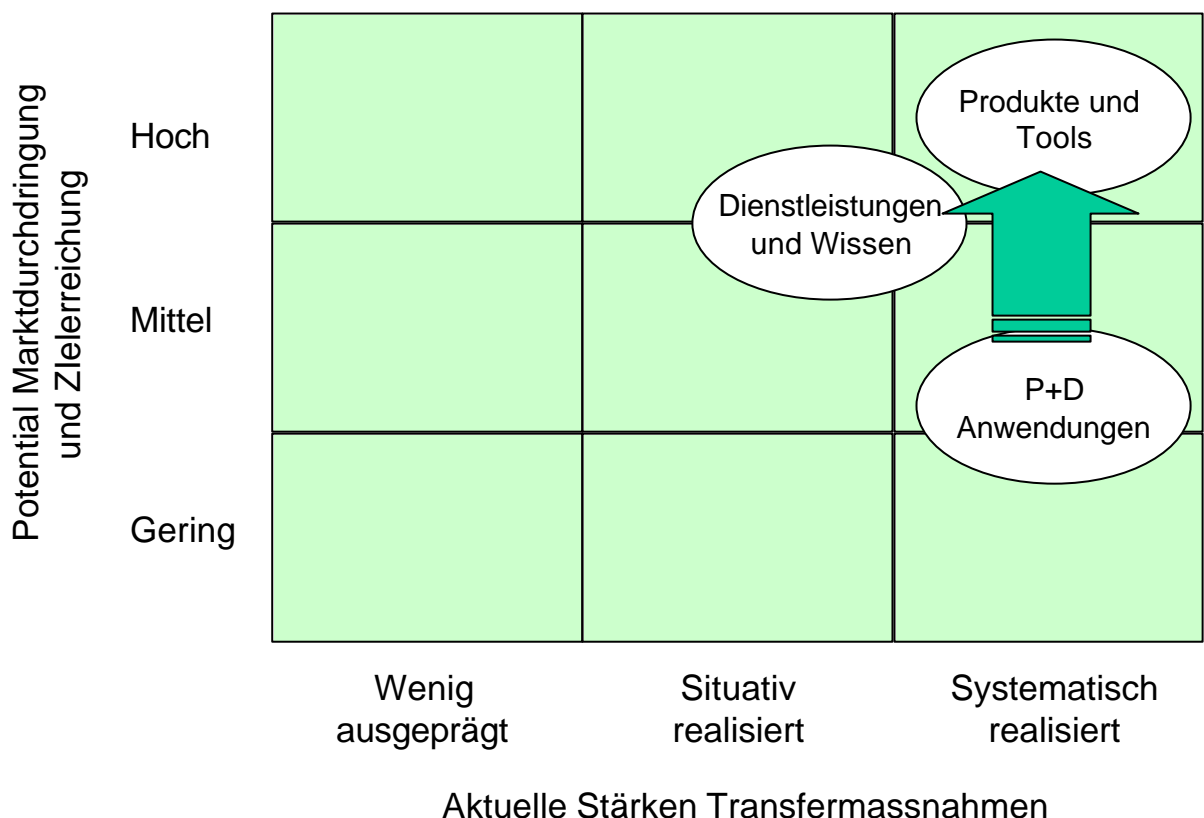 Potential Marktdurchdringung
und ZIelerreichung
Hoch
Mittel
Gering
Produkte und
Tools
Dienstleistungen
und Wissen
P+D
Anwendungen
Wenig
ausgeprägt
Situativ
realisiert
Systematisch
realisiert
Aktuelle Stärken Transfermassnahmen